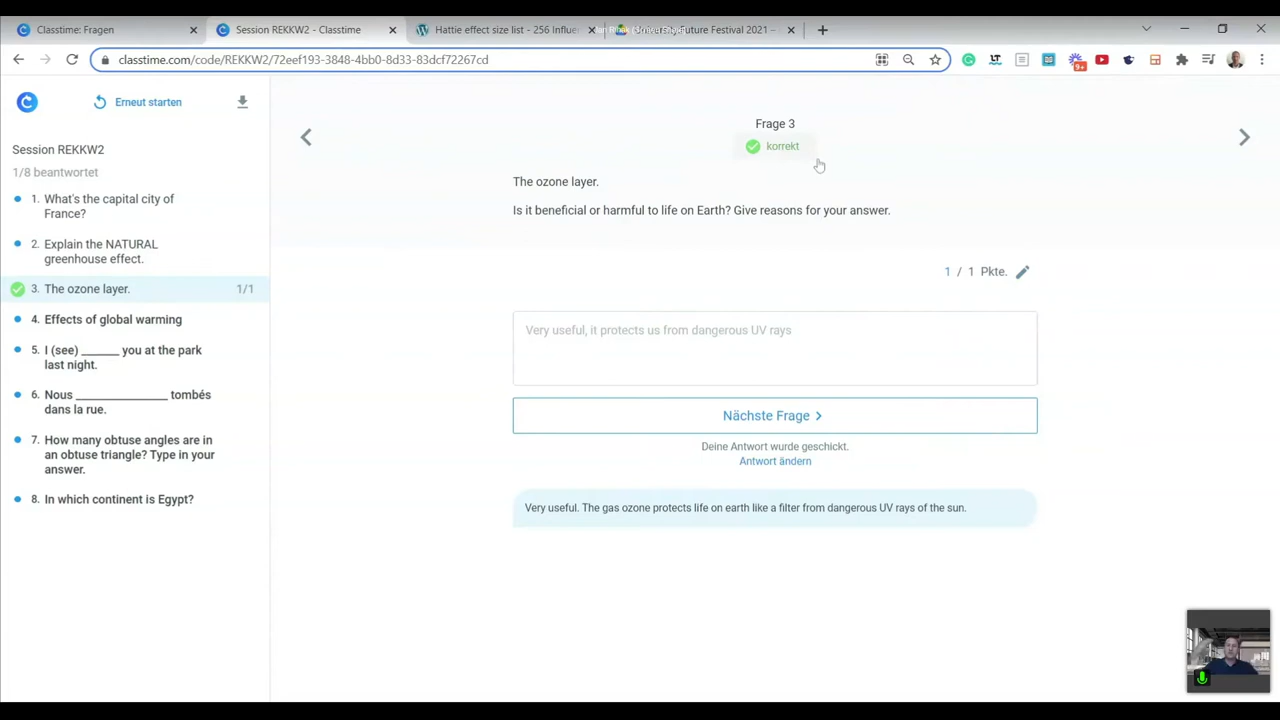 Classtime: Fragen
Session REKKW2 - Classtime
Hattie effect size list - 256 Influe
Future Festival 2021 –
classtime.com/code/REKKW2/72eef193-3848-4bb0-8d33-83dcf72267cd
9+
Erneut starten
Session REKKW2
1/8 beantwortet
1. What's the capital city of
France?
2. Explain the NATURAL
greenhouse effect.
3. The ozone layer. 1/1
4. Effects of global warming
5. I (see) ______ you at the park
last night.
6. Nous _______________ tombés
dans la rue.
7. How many obtuse angles are in
an obtuse triangle? Type in your
answer.
8. In which continent is Egypt?
Frage 3
korrekt
The ozone layer.
Is it beneficial or harmful to life on Earth? Give reasons for your answer.
1 / 1 Pkte.
Very useful, it protects us from dangerous UV rays
Nächste Frage
Deine Antwort wurde geschickt.
Antwort ändern
Very useful. The gas ozone protects life on earth like a filter from dangerous UV rays of the sun.